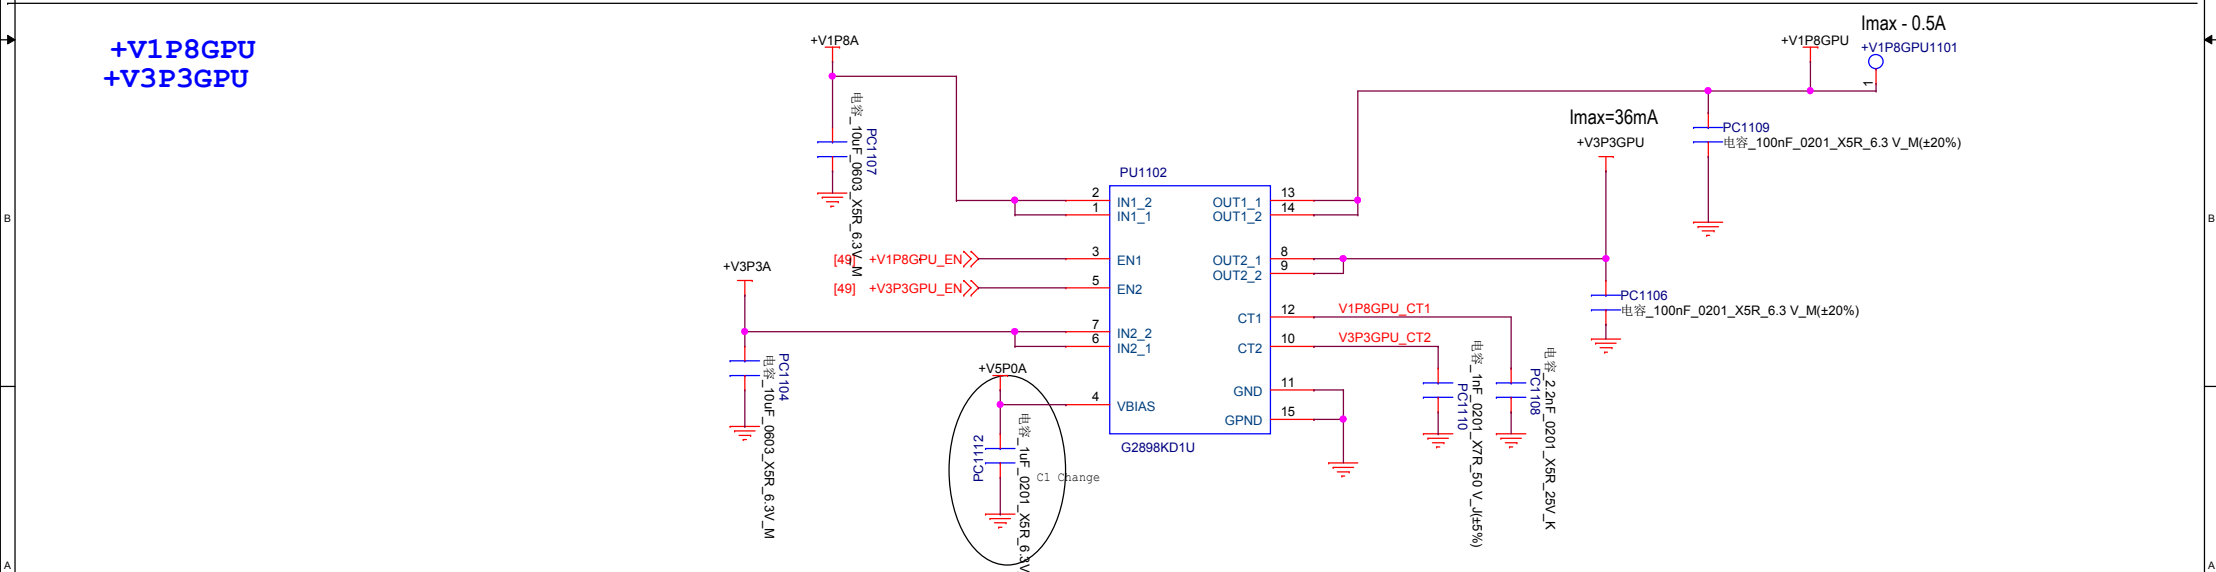 +V1P8GPU
+V3P3GPU
Imax - 0.5A
+V1P8A
+V1P8GPU
+V1P8GPU1101
1
Imax=36mA
+V3P3GPU
PC1107
电容_10uF_0603_X5R_6.3V_M
PC1109
电容_100nF_0201_X5R_6.3 V_M(±20%)
PU1102
2
IN1_2
1
IN1_1
13
OUT1_1
14
OUT1_2
[49] +V1P8GPU_EN
3
EN1
[49] +V3P3GPU_EN
5
EN2
8
OUT2_1
9
OUT2_2
+V3P3A
7
IN2_2
6
IN2_1
PC1106
电容_100nF_0201_X5R_6.3 V_M(±20%)
12
CT1
V1P8GPU_CT1
10
CT2
V3P3GPU_CT2
PC1104
电容_10uF_0603_X5R_6.3V_M
+V5P0A
4
VBIAS
11
GND
15
GPND
G2898KD1U
PC1112
电容_1uF_0201_X5R_6.3V
C1 Change
PC1110
电容_1nF_0201_X7R_50 V_J(±5%)
PC1108
电容_2.2nF_0201_X5R_25V_K
B
B
A
A